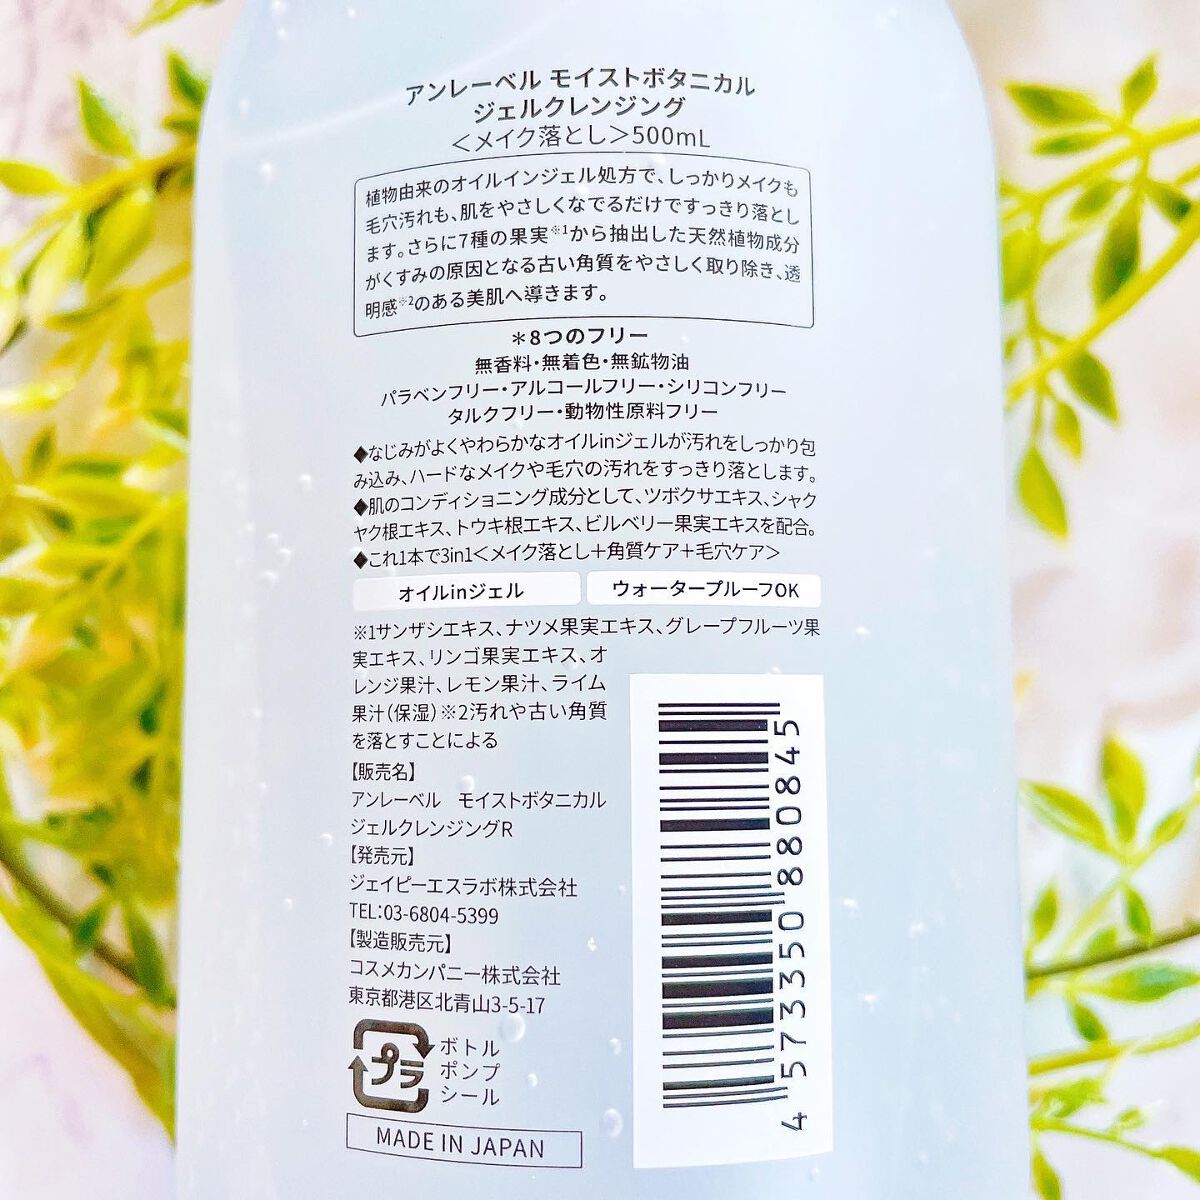 アンレーベル モイストボタニカル
ジェルクレンジング
＜メイク落とし＞500mL
植物由来のオイルインジェル処方で、しっかりメイクも
毛穴汚れも、肌をやさしくなでるだけですっきり落とし
ます。さらに7種の果実※1から抽出した天然植物成分
がくすみの原因となる古い角質をやさしく取り除き、透
明感※2のある美肌へ導きます。
＊8つのフリー
無香料・無着色・無鉱物油
パラベンフリー・アルコールフリー・シリコンフリー
タルクフリー・動物性原料フリー
◆なじみがよくやわらかなオイルinジェルが汚れをしっかり包
み込み、ハードなメイクや毛穴の汚れをすっきり落とします。
◆肌のコンディショニング成分として、ツボクサエキス、シャク
ヤク根エキス、トウキ根エキス、ビルベリー果実エキスを配合。
◆これ1本で3in1＜メイク落とし＋角質ケア＋毛穴ケア＞
オイルinジェル
ウォータープルーフOK
※1サンザシエキス、ナツメ果実エキス、グレープフルーツ果
実エキス、リンゴ果実エキス、オ
レンジ果汁、レモン果汁、ライム
果汁（保湿）※2汚れや古い角質
を落とすことによる
【販売名】
アンレーベル　モイストボタニカル
ジェルクレンジングR
【発売元】
ジェイピーエスラボ株式会社
TEL:03-6804-5399
【製造販売元】
コスメカンパニー株式会社
東京都港区北青山3-5-17
プラ
ボトル
ポンプ
シール
MADE IN JAPAN
4573350880845